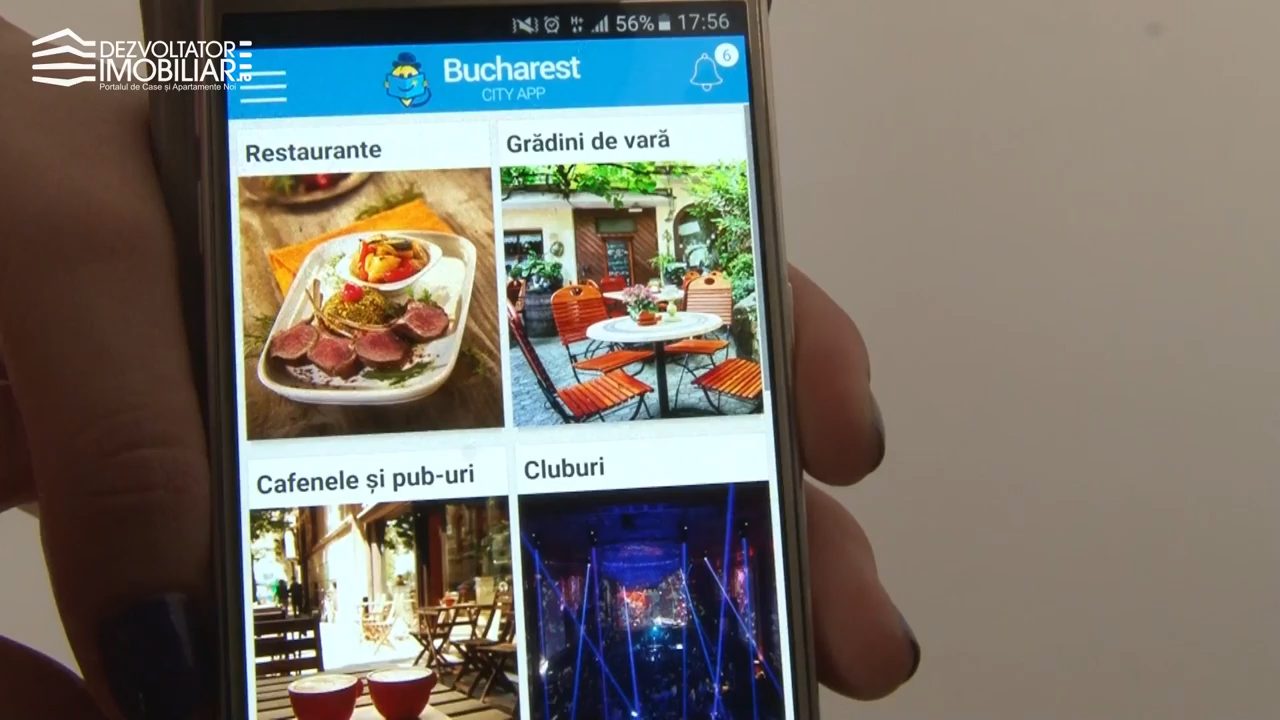 DEZVOLTATOR
IMOBILIAR.ro
Portalul de Case și Apartamente Noi
H+ 56% 17:56
Bucharest
CITY APP
6
Restaurante
Grădini de vară
Cafenele și pub-uri
Cluburi